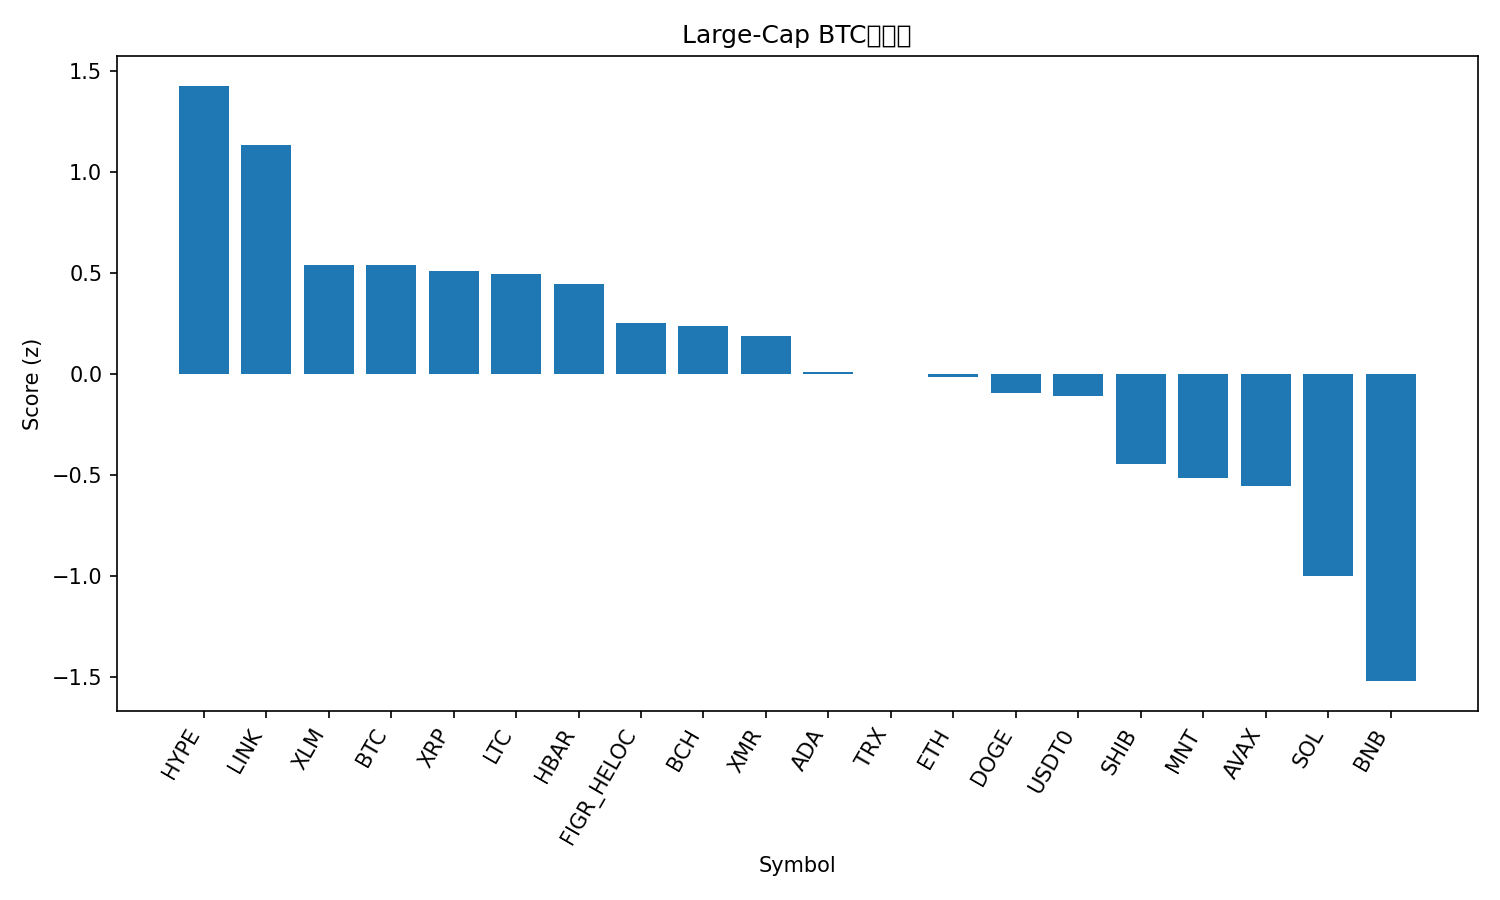 Large-Cap BTC
Score (z)
1.5
1.0
0.5
0.0
−0.5
−1.0
−1.5
HYPE
LINK
XLM
BTC
XRP
LTC
HBAR
FIGR_HELOC
BCH
XMR
ADA
TRX
ETH
DOGE
USDT0
SHIB
MNT
AVAX
SOL
BNB
Symbol